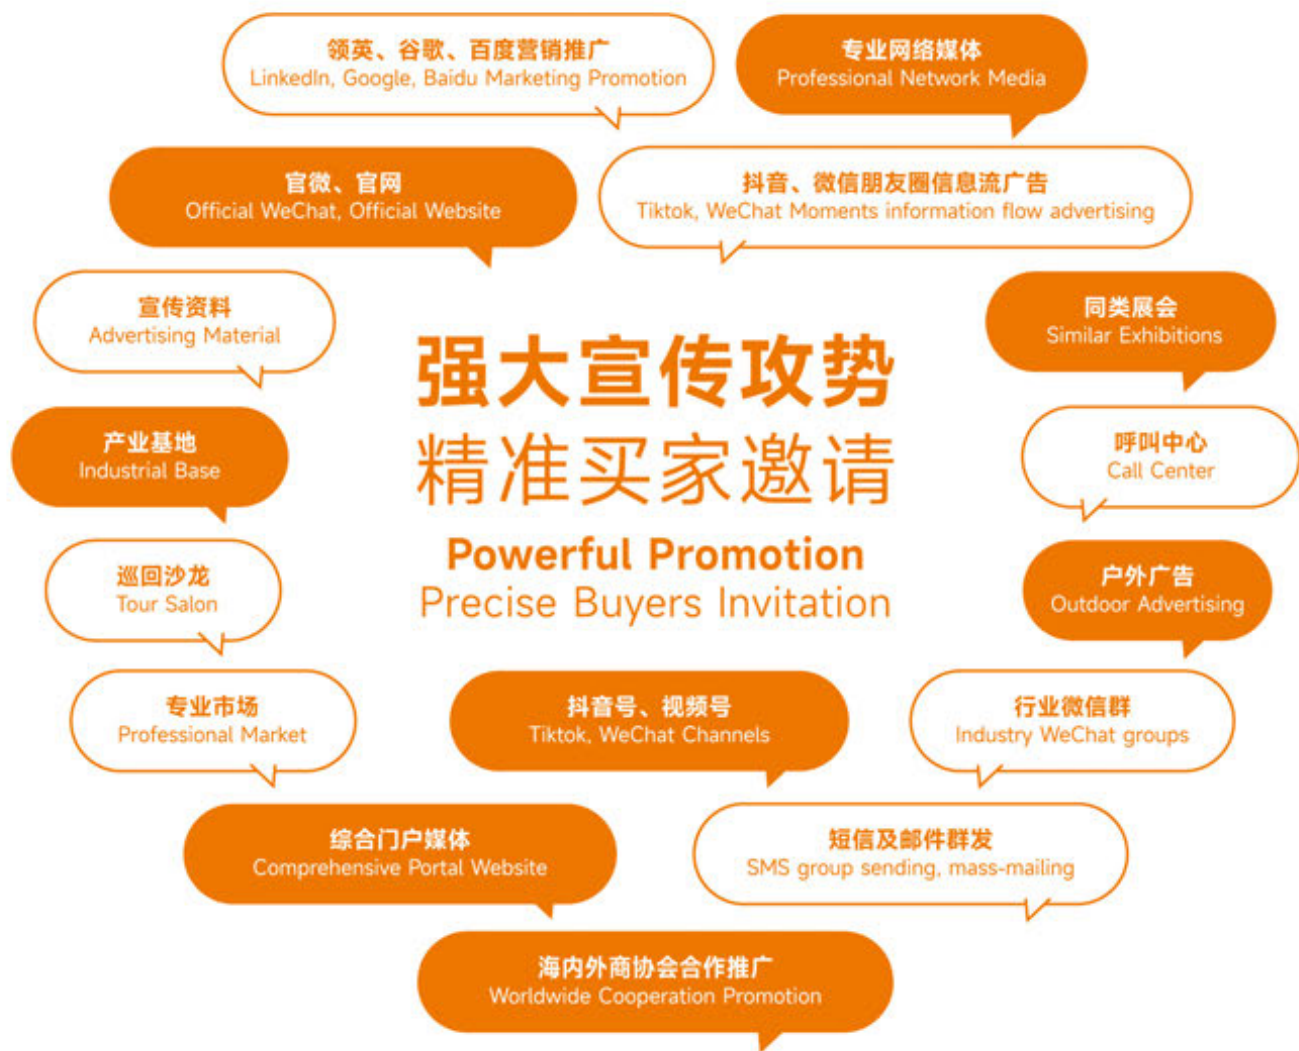 领英、谷歌、百度营销推广
LinkedIn, Google, Baidu Marketing Promotion
专业网络媒体
Professional Network Media
官微、官网
Official WeChat, Official Website
抖音、微信朋友圈信息流广告
Tiktok, WeChat Moments information flow advertising
宣传资料
Advertising Material
同类展会
Similar Exhibitions
强大宣传攻势
精准买家邀请
Powerful Promotion
Precise Buyers Invitation
产业基地
Industrial Base
呼叫中心
Call Center
巡回沙龙
Tour Salon
户外广告
Outdoor Advertising
专业市场
Professional Market
抖音号、视频号
Tiktok, WeChat Channels
行业微信群
Industry WeChat groups
综合门户媒体
Comprehensive Portal Website
短信及邮件群发
SMS group sending, mass-mailing
海内外商协会合作推广
Worldwide Cooperation Promotion